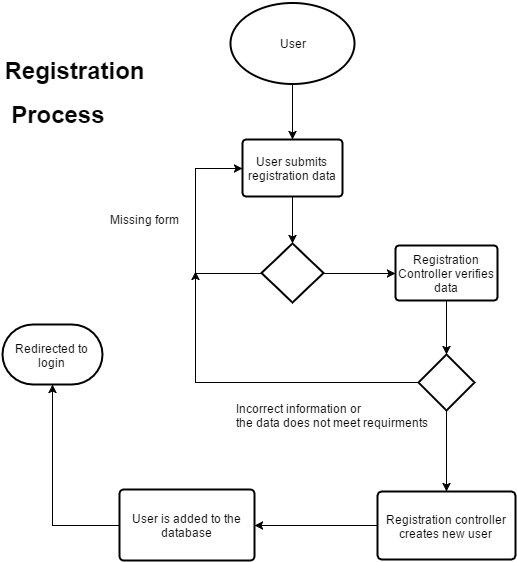 User
Registration
Process
User submits
registration data
Missing form
Registration
Controller verifies
data
Redirected to
login
Incorrect information or
the data does not meet requirments
User is added to the
database
Registration controller
creates new user